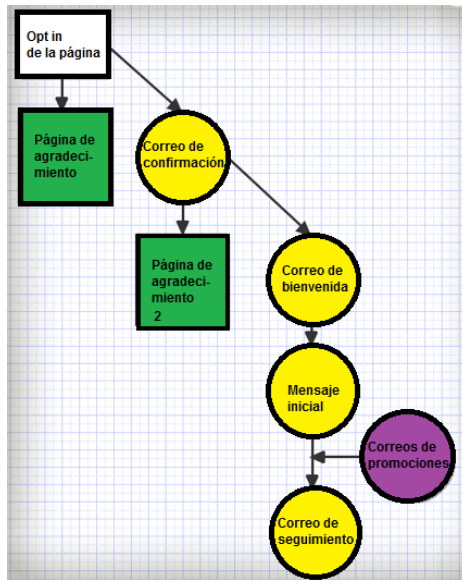 Opt in
de la página
Página de
agradeci-
miento
Correo de
confirmación
Página de
agradeci-
miento
2
Correo de
bienvenida
Mensaje
inicial
Correos de
promociones
Correo de
seguimiento